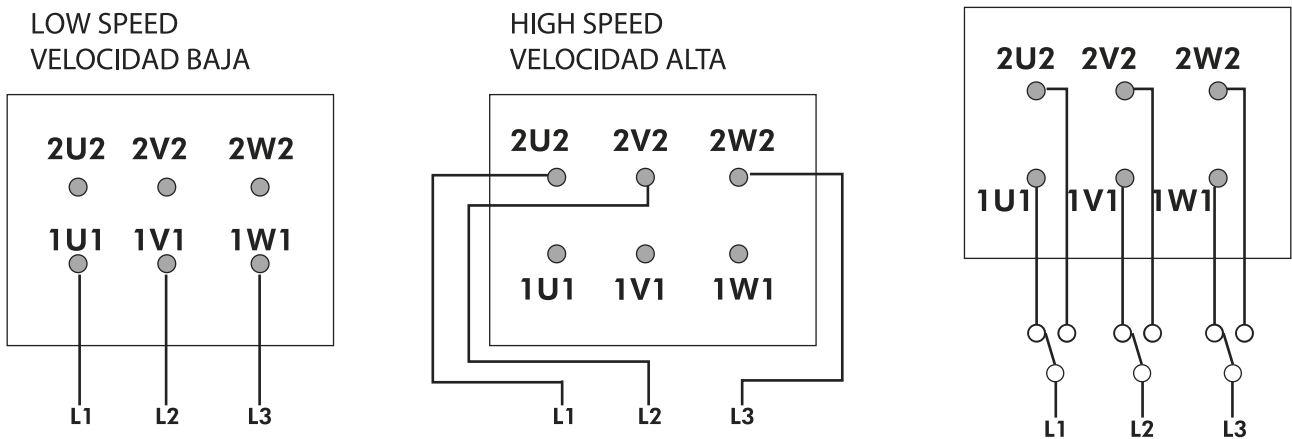 LOW SPEED
VELOCIDAD BAJA
2U2 2V2 2W2
1U1 1V1 1W1
L1 L2 L3
HIGH SPEED
VELOCIDAD ALTA
2U2 2V2 2W2
1U1 1V1 1W1
L1 L2 L3
2U2 2V2 2W2
1U1 1V1 1W1
L1 L2 L3